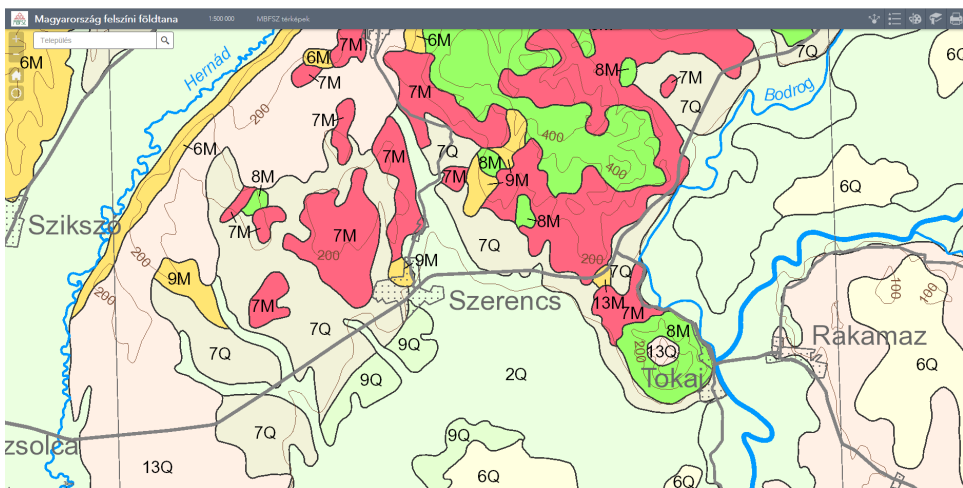 Magyarország felszíni földtana 1:500 000 MBFSZ térképek
Település
6M 7M 6M 8M 7Q 6Q
6M 7M
Hernád
7M 8M 7M Bodrog
7M 7Q
200 7M 400
6M 7M 7Q 8M 400
9M
8M 7M 6Q
Szikszó 7M 7M 8M
7Q
200 200 200
9M 9M 7Q 100 100
200
7M Szerencs 13M
7M
7Q 8M
9Q Rakamaz
7Q 200 13Q
9Q 2Q Tokaj 6Q
zsolca 7Q 9Q
13Q 6Q 6Q